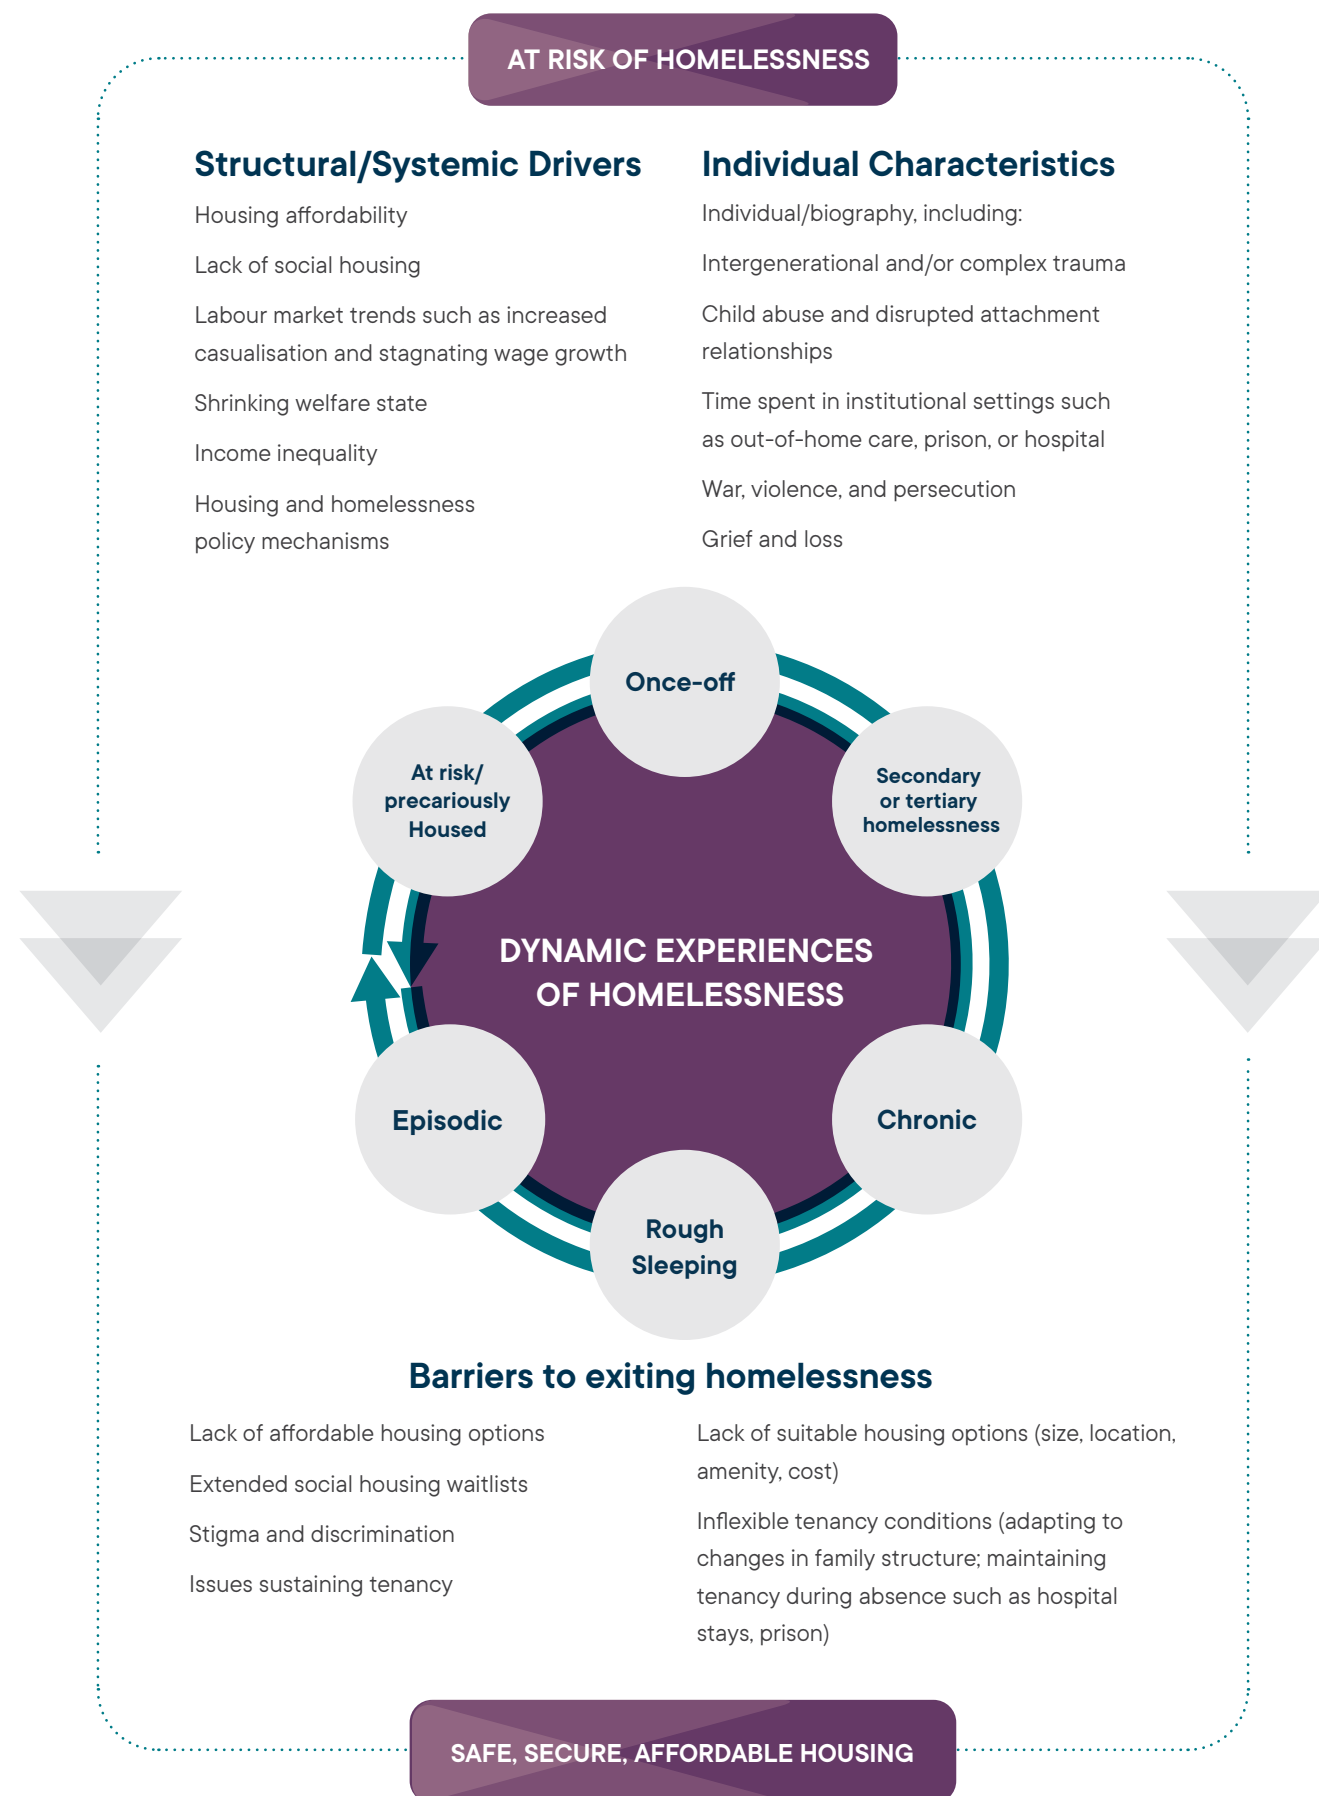 AT RISK OF HOMELESSNESS
Structural/Systemic Drivers
Housing affordability
Lack of social housing
Labour market trends such as increased
casualisation and stagnating wage growth
Shrinking welfare state
Income inequality
Housing and homelessness
policy mechanisms
Individual Characteristics
Individual/biography, including:
Intergenerational and/or complex trauma
Child abuse and disrupted attachment
relationships
Time spent in institutional settings such
as out-of-home care, prison, or hospital
War, violence, and persecution
Grief and loss
Once-off
At risk/
precariously
Housed
Secondary
or tertiary
homelessness
DYNAMIC EXPERIENCES
OF HOMELESSNESS
Episodic
Chronic
Rough
Sleeping
Barriers to exiting homelessness
Lack of affordable housing options
Extended social housing waitlists
Stigma and discrimination
Issues sustaining tenancy
Lack of suitable housing options (size, location,
amenity, cost)
Inflexible tenancy conditions (adapting to
changes in family structure; maintaining
tenancy during absence such as hospital
stays, prison)
SAFE, SECURE, AFFORDABLE HOUSING